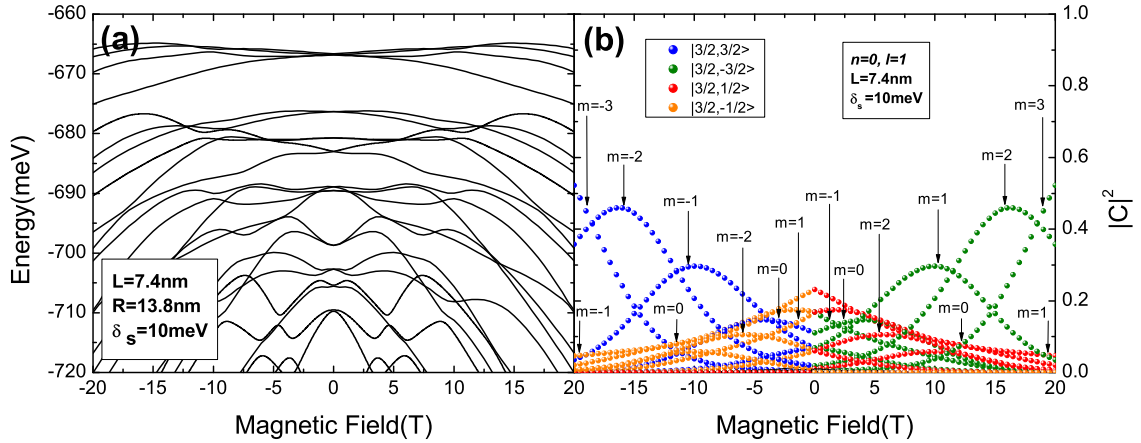 (a)
Energy(meV)
-660
-670
-680
-690
-700
-710
-720
L=7.4nm
R=13.8nm
δs=10meV
-20 -15 -10 -5 0 5 10 15 20
Magnetic Field(T)
(b)
|3/2,3/2>
|3/2,-3/2>
|3/2,1/2>
|3/2,-1/2>
n=0, l=1
L=7.4nm
δs=10meV
m=-3
m=-2
m=-1
m=-2
m=0
m=1
m=-1
m=0
m=2
m=1
m=2
m=3
m=-1
m=0
m=0
m=1
-15 -10 -5 0 5 10 15 20
Magnetic Field(T)
1.0
0.8
0.6
0.4
0.2
0.0
|C|²